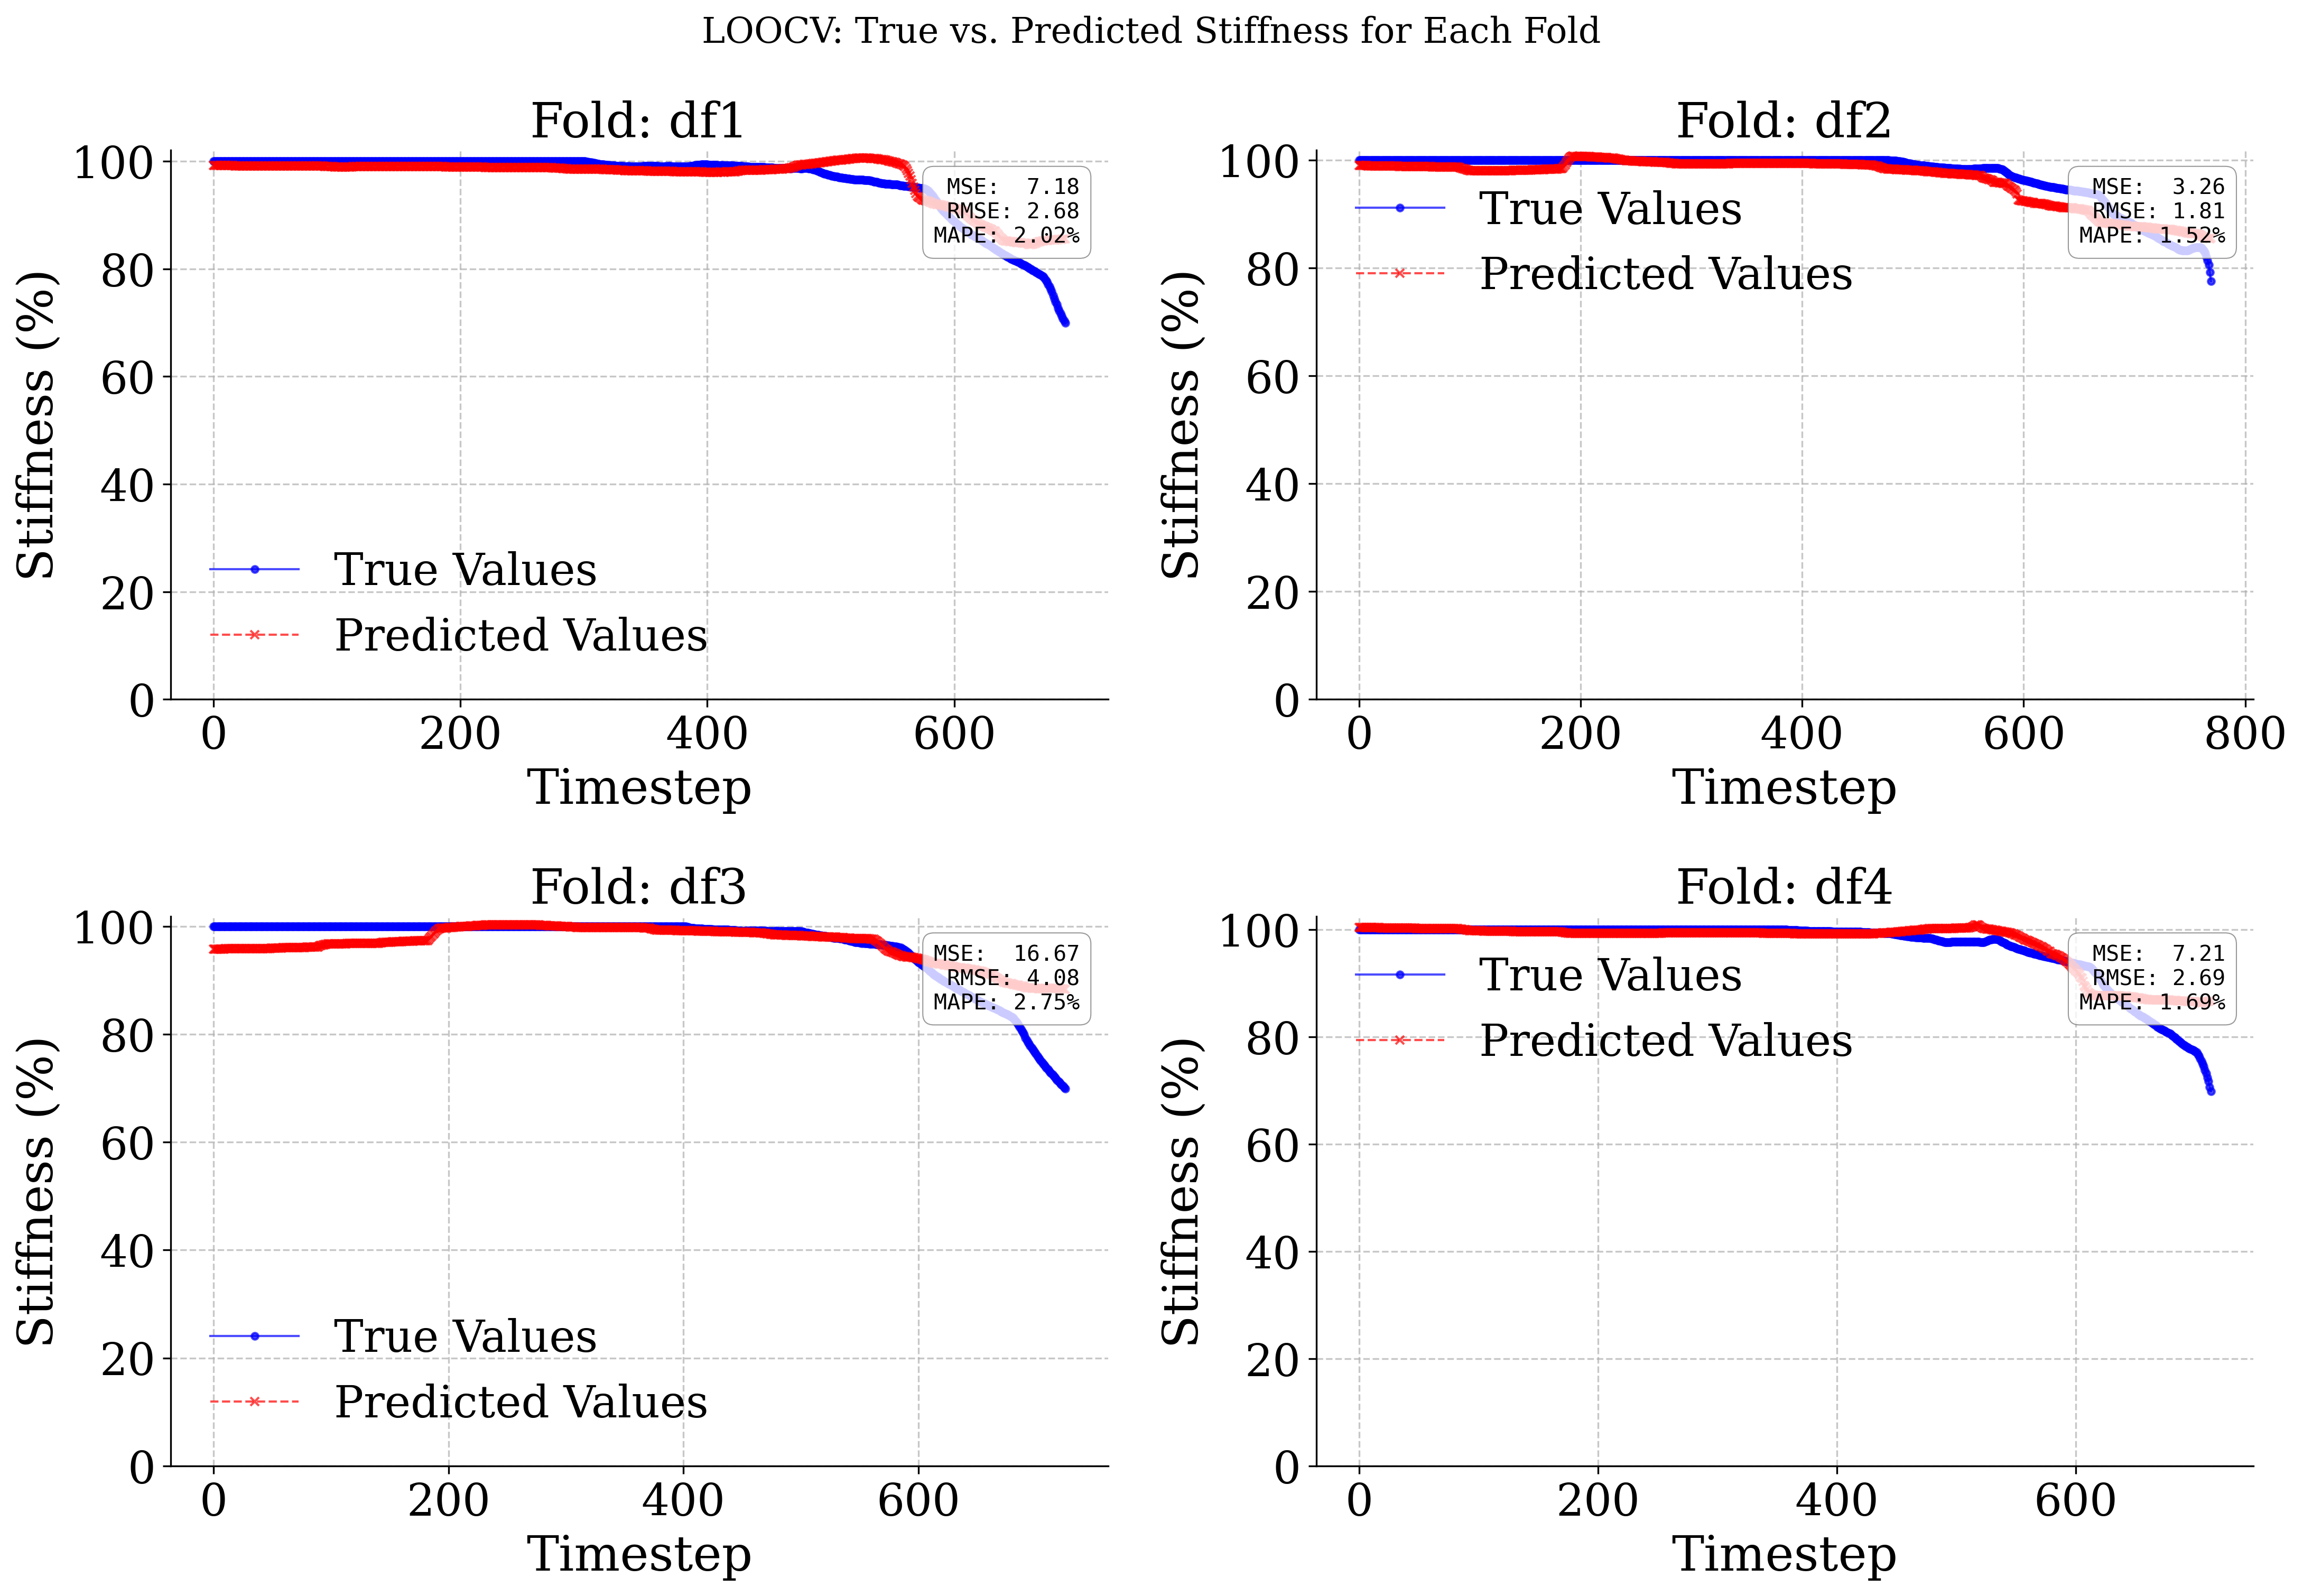 LOOCV: True vs. Predicted Stiffness for Each Fold
Fold: df1
Stiffness (%)
100
80
60
40
20
0
MSE: 7.18
RMSE: 2.68
MAPE: 2.02%
True Values
Predicted Values
0 200 400 600
Timestep
Fold: df2
Stiffness (%)
100
80
60
40
20
0
MSE: 3.26
RMSE: 1.81
MAPE: 1.52%
True Values
Predicted Values
0 200 400 600 800
Timestep
Fold: df3
Stiffness (%)
100
80
60
40
20
0
MSE: 16.67
RMSE: 4.08
MAPE: 2.75%
True Values
Predicted Values
0 200 400 600
Timestep
Fold: df4
Stiffness (%)
100
80
60
40
20
0
MSE: 7.21
RMSE: 2.69
MAPE: 1.69%
True Values
Predicted Values
0 200 400 600
Timestep